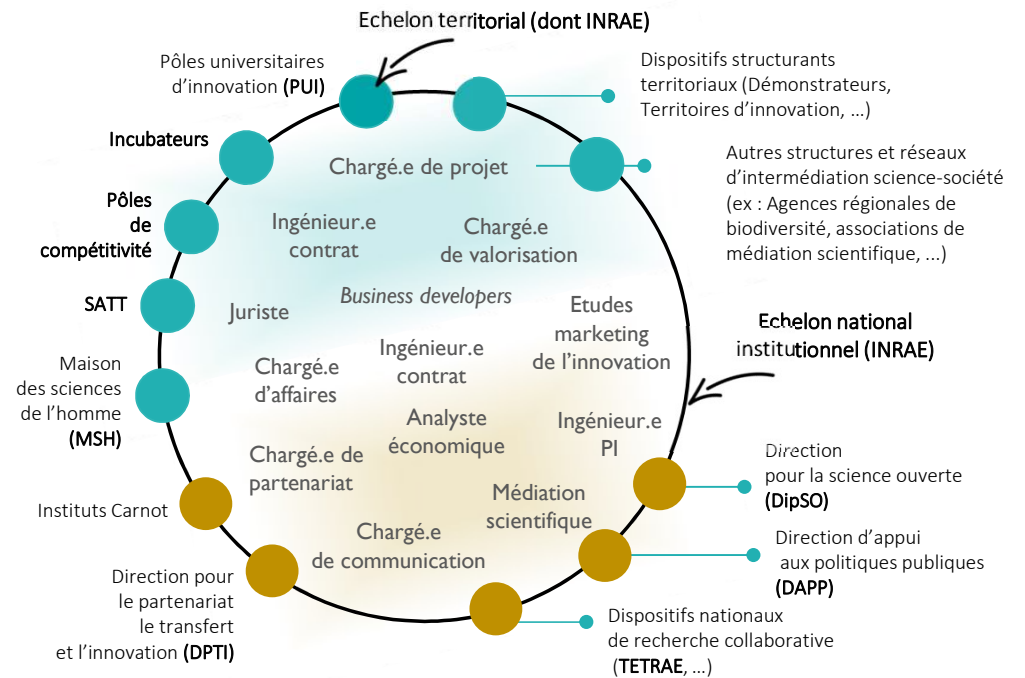 Echelon territorial (dont INRAE)
Pôles universitaires
d'innovation (PUI)
Dispositifs structurants
territoriaux (Démonstrateurs,
Territoires d'innovation, ...)
Incubateurs
Autres structures et réseaux
d'intermédiation science-société
(ex : Agences régionales de
biodiversité, associations de
médiation scientifique, ...)
Chargé.e de projet
Pôles
de
compétitivité
Ingénieur.e
contrat
Chargé.e
de valorisation
SATT
Juriste
Business developers
Etudes
marketing
de l'innovation
Echelon national
institutionnel (INRAE)
Maison
des sciences
de l'homme
(MSH)
Chargé.e
d'affaires
Ingénieur.e
contrat
Analyste
économique
Ingénieur.e
PI
Chargé.e de
partenariat
Direction
pour la science ouverte
(DipSO)
Instituts Carnot
Médiation
scientifique
Chargé.e
de communication
Direction d'appui
aux politiques publiques
(DAPP)
Direction pour
le partenariat
le transfert
et l'innovation (DPTI)
Dispositifs nationaux
de recherche collaborative
(TETRAE, ...)